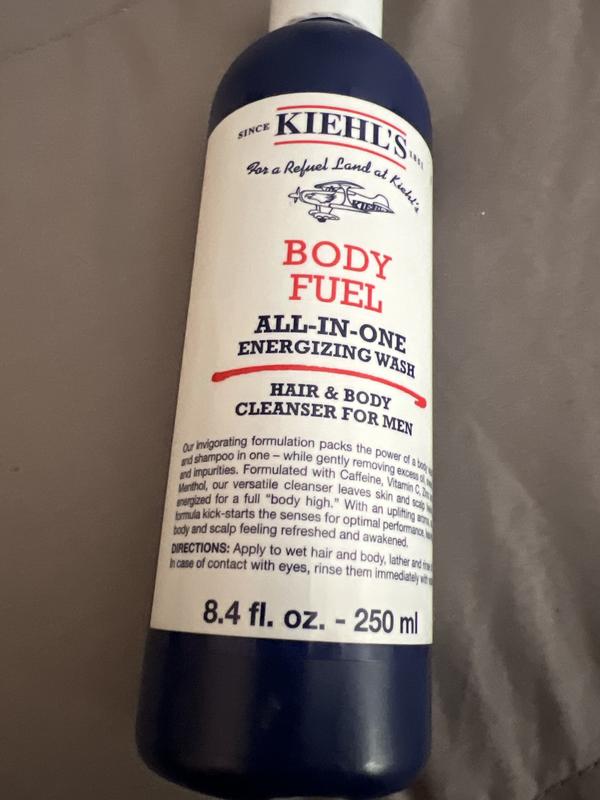 SINCE KIEHL'S 1851
For a Refuel Land at Kiehl's
KIEHL'S
BODY
FUEL
ALL-IN-ONE
ENERGIZING WASH
HAIR & BODY
CLEANSER FOR MEN
Our invigorating formulation packs the power of a body
and shampoo in one – while gently removing excess oil,
and impurities. Formulated with Caffeine, Vitamin C,
Menthol, our versatile cleanser leaves skin and scalp
energized for a full "body high." With an uplifting
formula kick-starts the senses for optimal performance,
body and scalp feeling refreshed and awakened.
DIRECTIONS: Apply to wet hair and body, lather and
In case of contact with eyes, rinse them immediately
8.4 fl. oz. - 250 ml